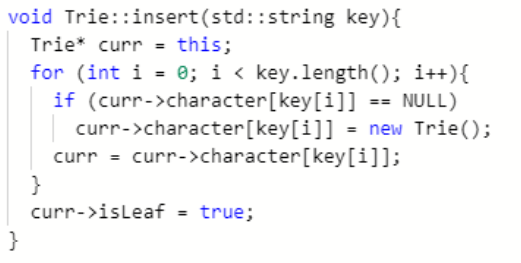 void Trie::insert(std::string key){
  Trie* curr = this;
  for (int i = 0; i < key.length(); i++){
    if (curr->character[key[i]] == NULL)
      curr->character[key[i]] = new Trie();
    curr = curr->character[key[i]];
  }
  curr->isLeaf = true;
}